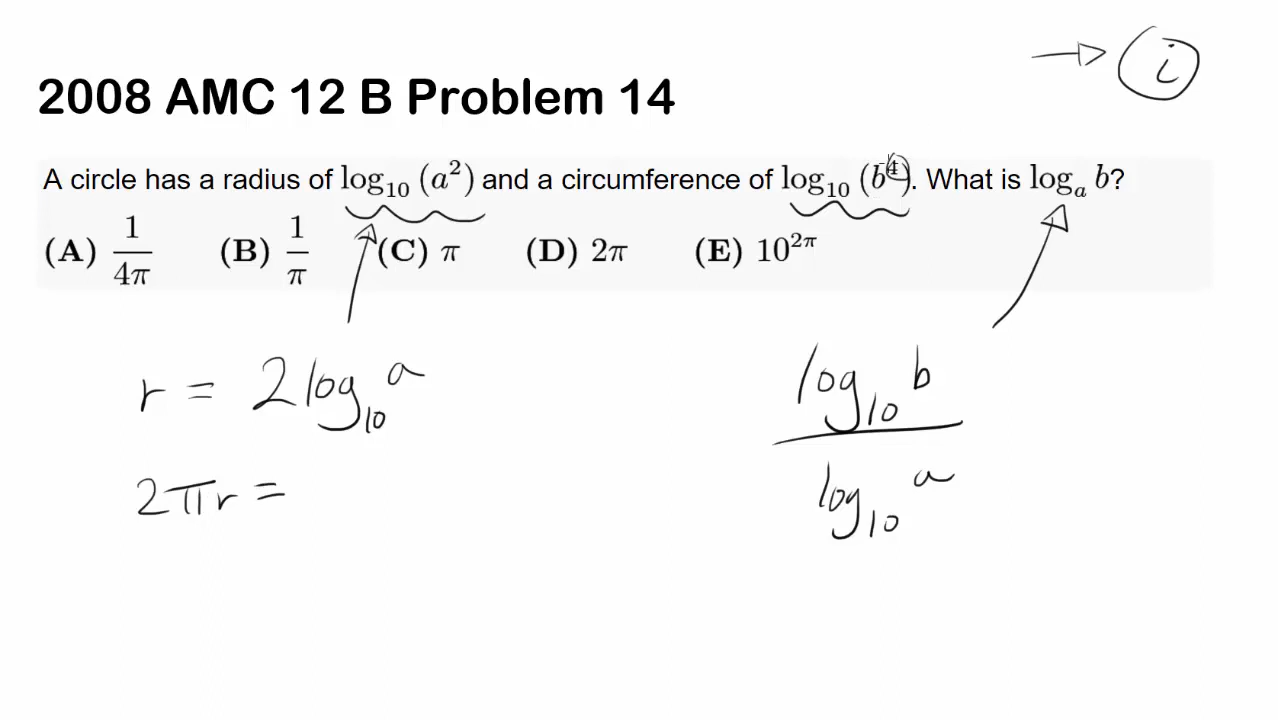 i
2008 AMC 12 B Problem 14
A circle has a radius of log₁₀ (a²) and a circumference of log₁₀ (b⁴). What is logₐ b?
(A) 1/4π (B) 1/π (C) π (D) 2π (E) 10^{2π}
r = 2 log₁₀ a
2πr =
log₁₀ b
log₁₀ a